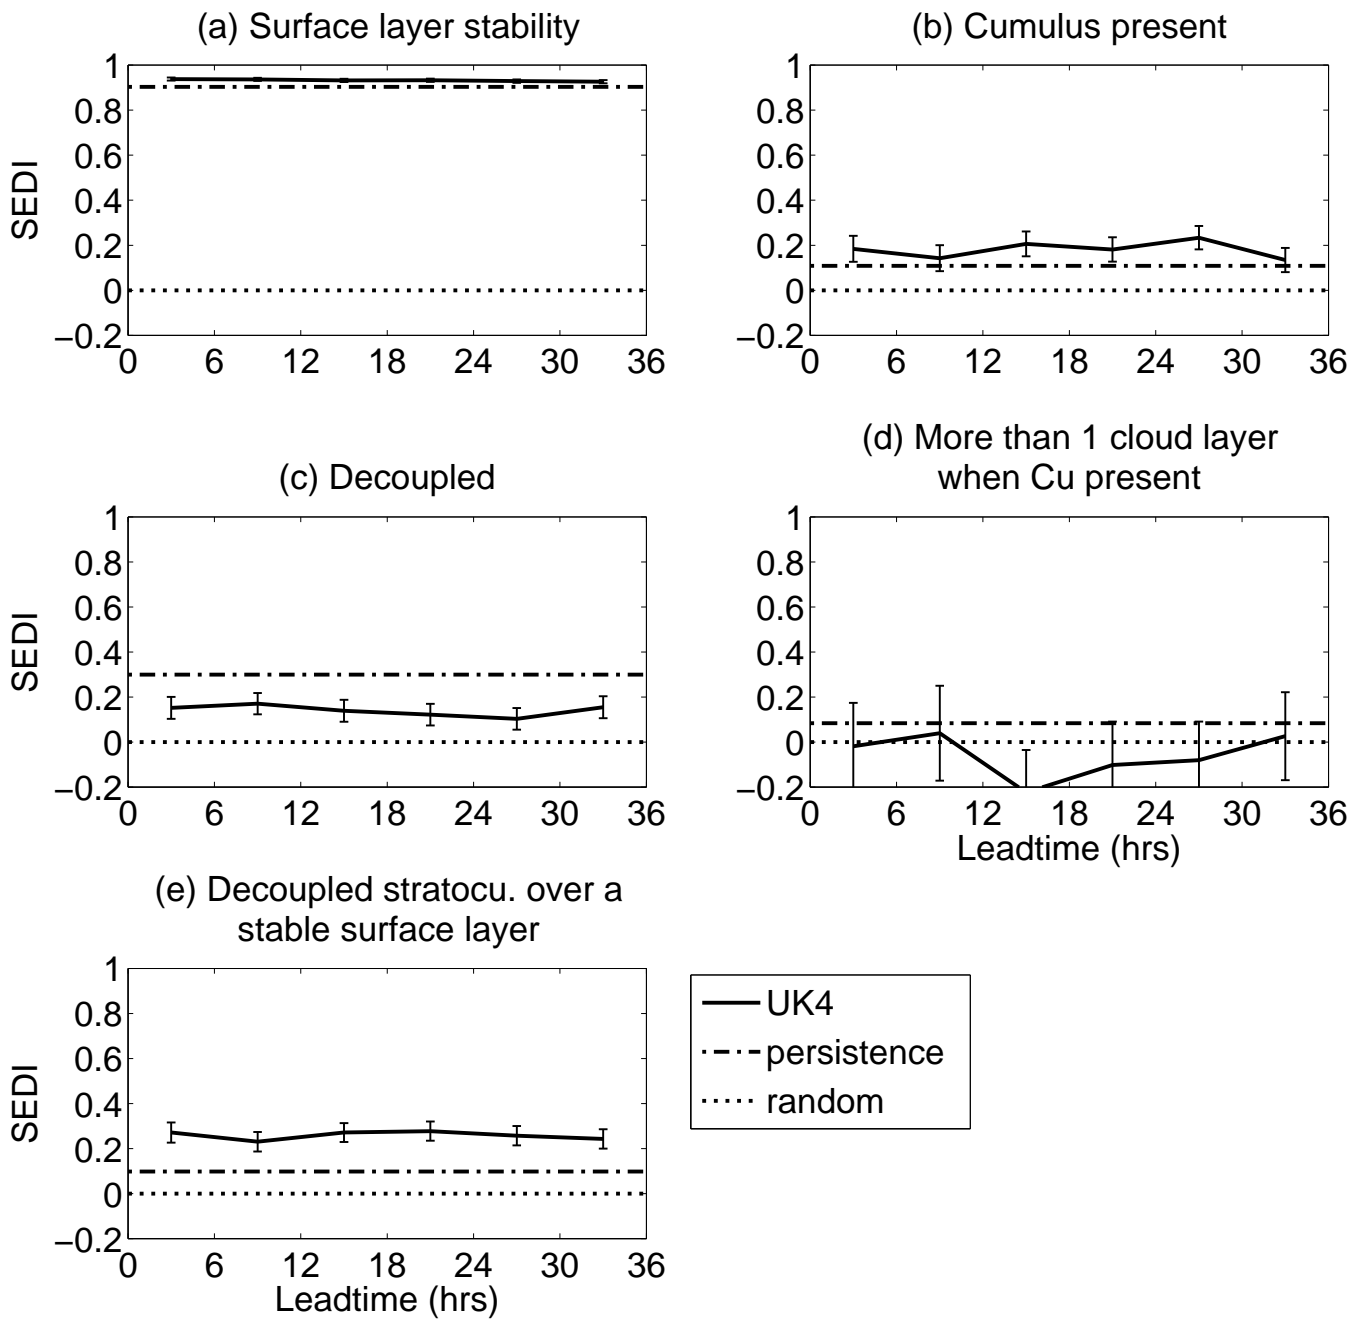 (a) Surface layer stability
SEDI
1
0.8
0.6
0.4
0.2
0
−0.2
0 6 12 18 24 30 36
(b) Cumulus present
1
0.8
0.6
0.4
0.2
0
−0.2
0 6 12 18 24 30 36
(c) Decoupled
SEDI
1
0.8
0.6
0.4
0.2
0
−0.2
0 6 12 18 24 30 36
(d) More than 1 cloud layer
when Cu present
1
0.8
0.6
0.4
0.2
0
−0.2
0 6 12 18 24 30 36
Leadtime (hrs)
(e) Decoupled stratocu. over a
stable surface layer
SEDI
1
0.8
0.6
0.4
0.2
0
−0.2
0 6 12 18 24 30 36
Leadtime (hrs)
UK4
persistence
random